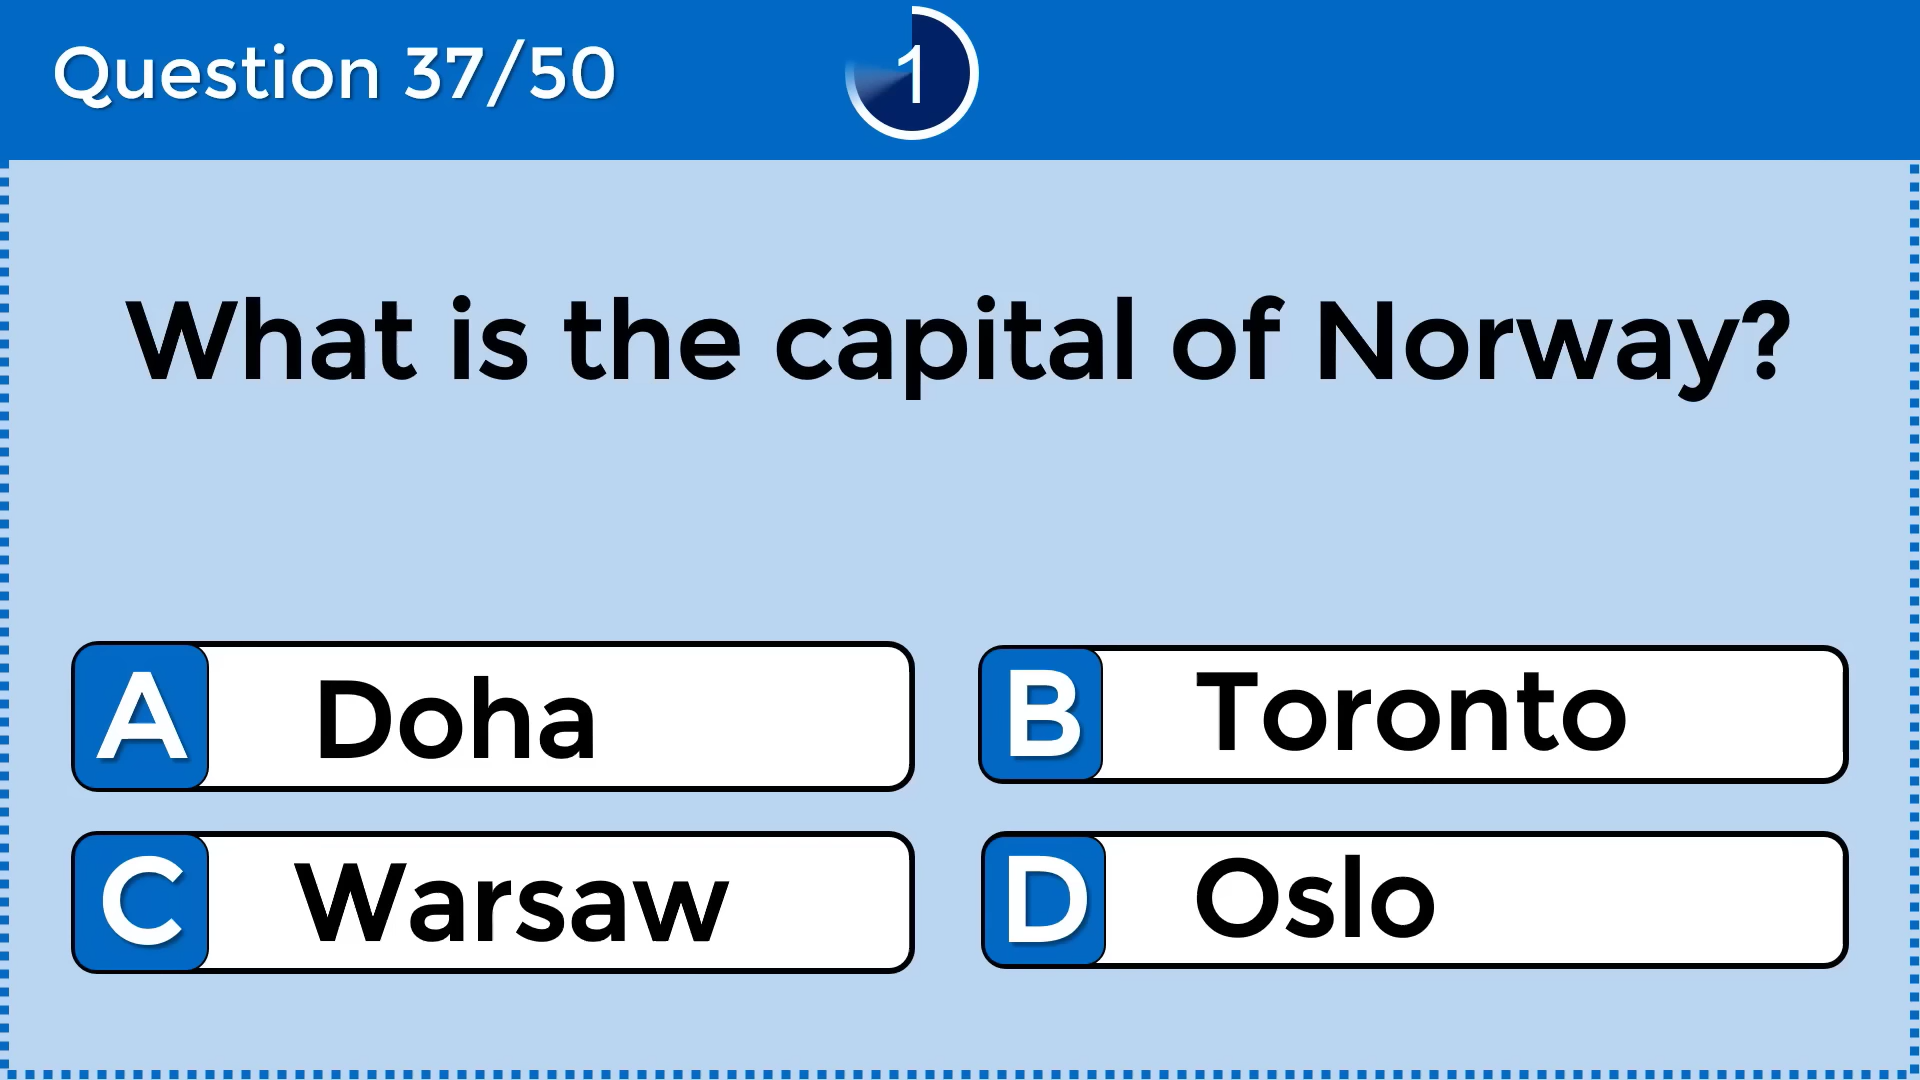 Question 37/50
1
What is the capital of Norway?
A Doha
B Toronto
C Warsaw
D Oslo